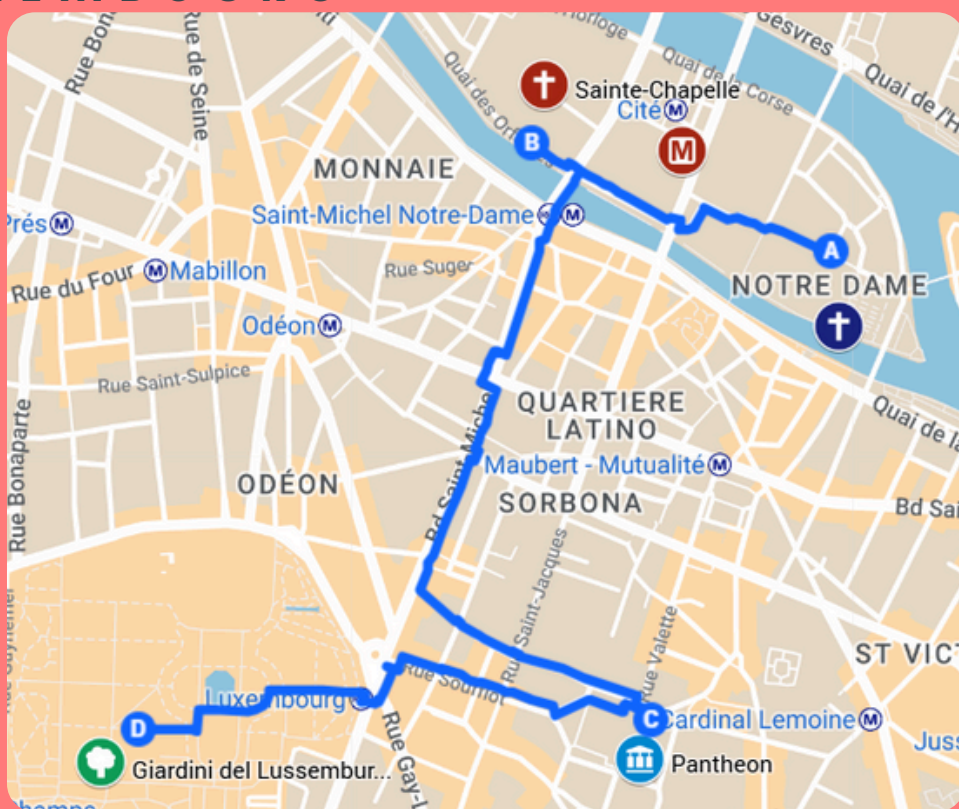 Rue Bon
Rue de Seine
Horloge
Gesvres
Quai de la Corse
Quai de l'H
Quai des Or
Sainte-Chapelle
Cité
M
B
MONNAIE
Saint-Michel Notre-Dame
M
A
Prés
M
Mabillon
M
Rue du Four
Rue Suger
NOTRE DAME
Odéon
M
Rue Saint-Sulpice
Rue Bonaparte
QUARTIERE
LATINO
Quai de la
Bd Saint-Michel
Maubert - Mutualité
M
ODÉON
SORBONA
Bd Sai
Rue Saint-Jacques
Rue Valette
ST VIC
Rue Soufflot
Luxembourg
D
C
Cardinal Lemoine
M
Juss
Rue Gay-L
Giardini del Lussembur...
Pantheon